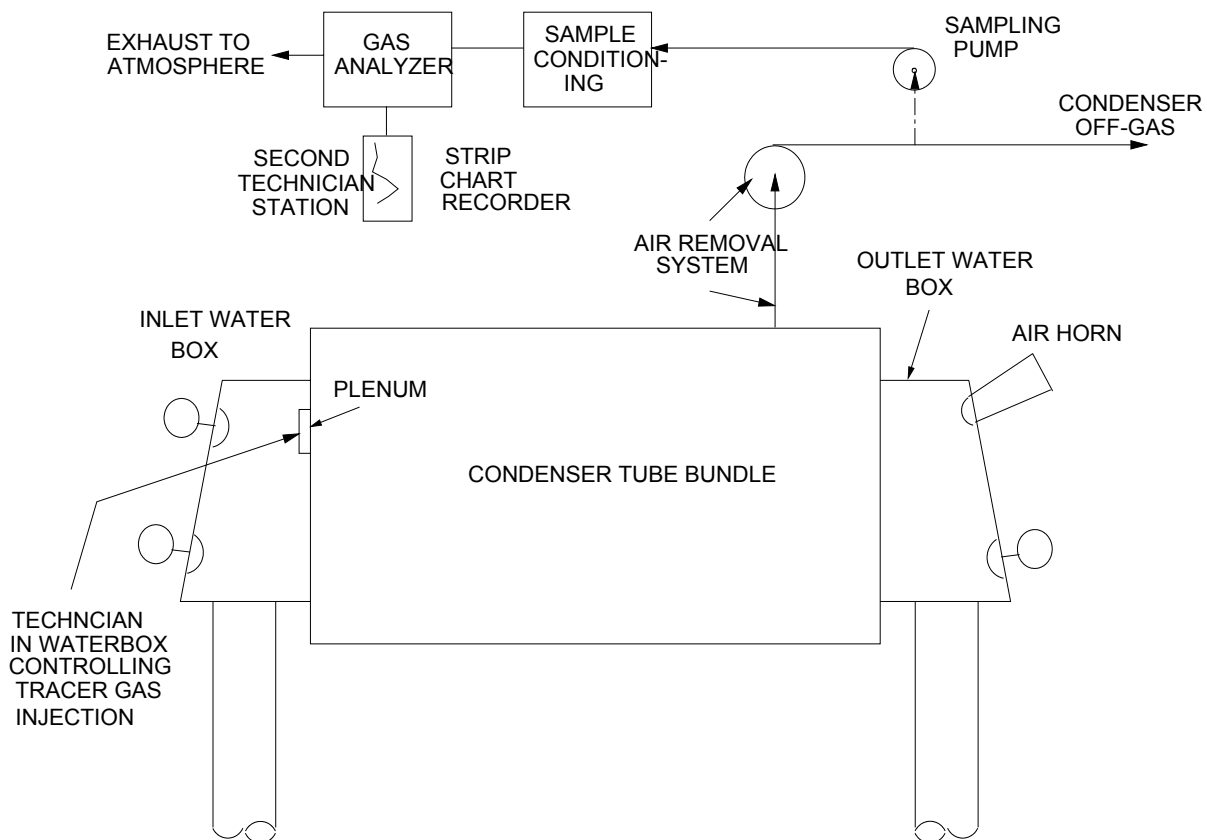 EXHAUST TO
ATMOSPHERE
GAS
ANALYZER
SAMPLE
CONDITION-
ING
SAMPLING
PUMP
CONDENSER
OFF-GAS
SECOND
TECHNICIAN
STATION
STRIP
CHART
RECORDER
AIR REMOVAL
SYSTEM
OUTLET WATER
BOX
INLET WATER
BOX
AIR HORN
PLENUM
CONDENSER TUBE BUNDLE
TECHNCIAN
IN WATERBOX
CONTROLLING
TRACER GAS
INJECTION